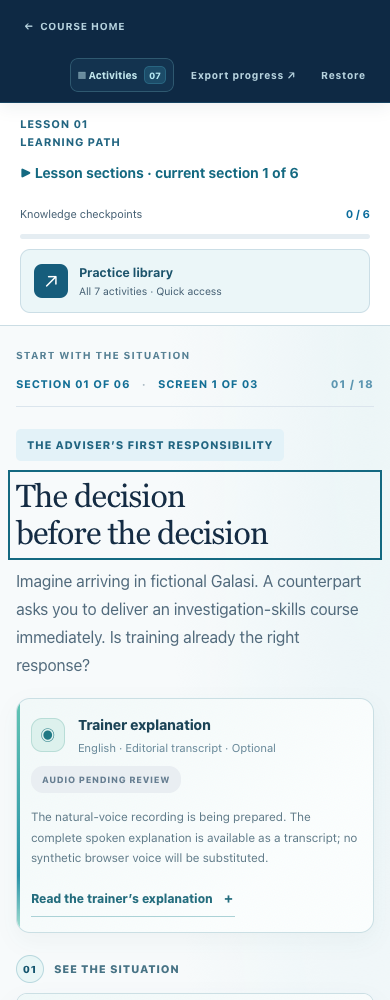 ← COURSE HOME
Activities 07 Export progress ↗ Restore
LESSON 01
LEARNING PATH
▶ Lesson sections · current section 1 of 6
Knowledge checkpoints 0 / 6
Practice library
All 7 activities · Quick access
START WITH THE SITUATION
SECTION 01 OF 06 · SCREEN 1 OF 03 01 / 18
THE ADVISER’S FIRST RESPONSIBILITY
The decision
before the decision
Imagine arriving in fictional Galasi. A counterpart
asks you to deliver an investigation-skills course
immediately. Is training already the right
response?
Trainer explanation
English · Editorial transcript · Optional
AUDIO PENDING REVIEW
The natural-voice recording is being prepared. The
complete spoken explanation is available as a transcript; no
synthetic browser voice will be substituted.
Read the trainer’s explanation +
01 SEE THE SITUATION